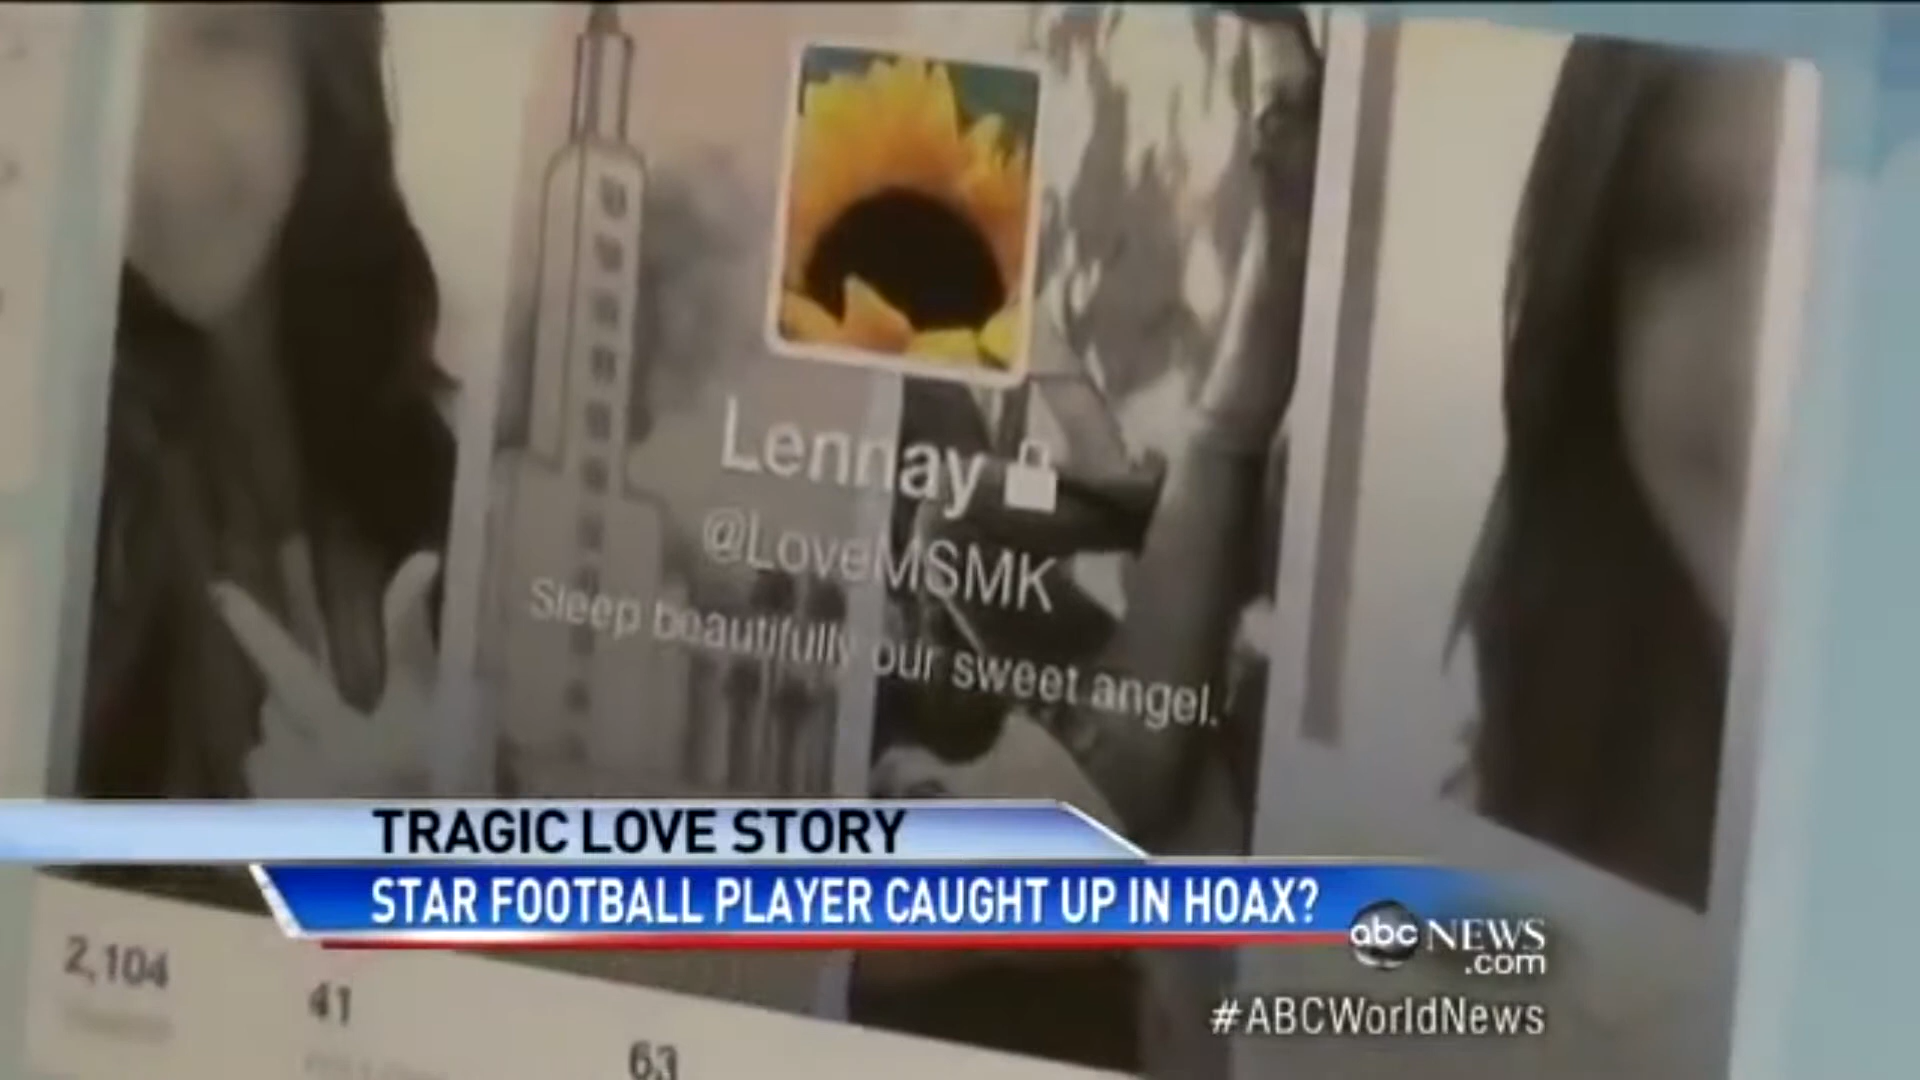 Lennay
@LoveMSMK
Sleep beautifully our sweet angel.
TRAGIC LOVE STORY
STAR FOOTBALL PLAYER CAUGHT UP IN HOAX?
abc NEWS
.com
#ABCWorldNews
2,104
41
63